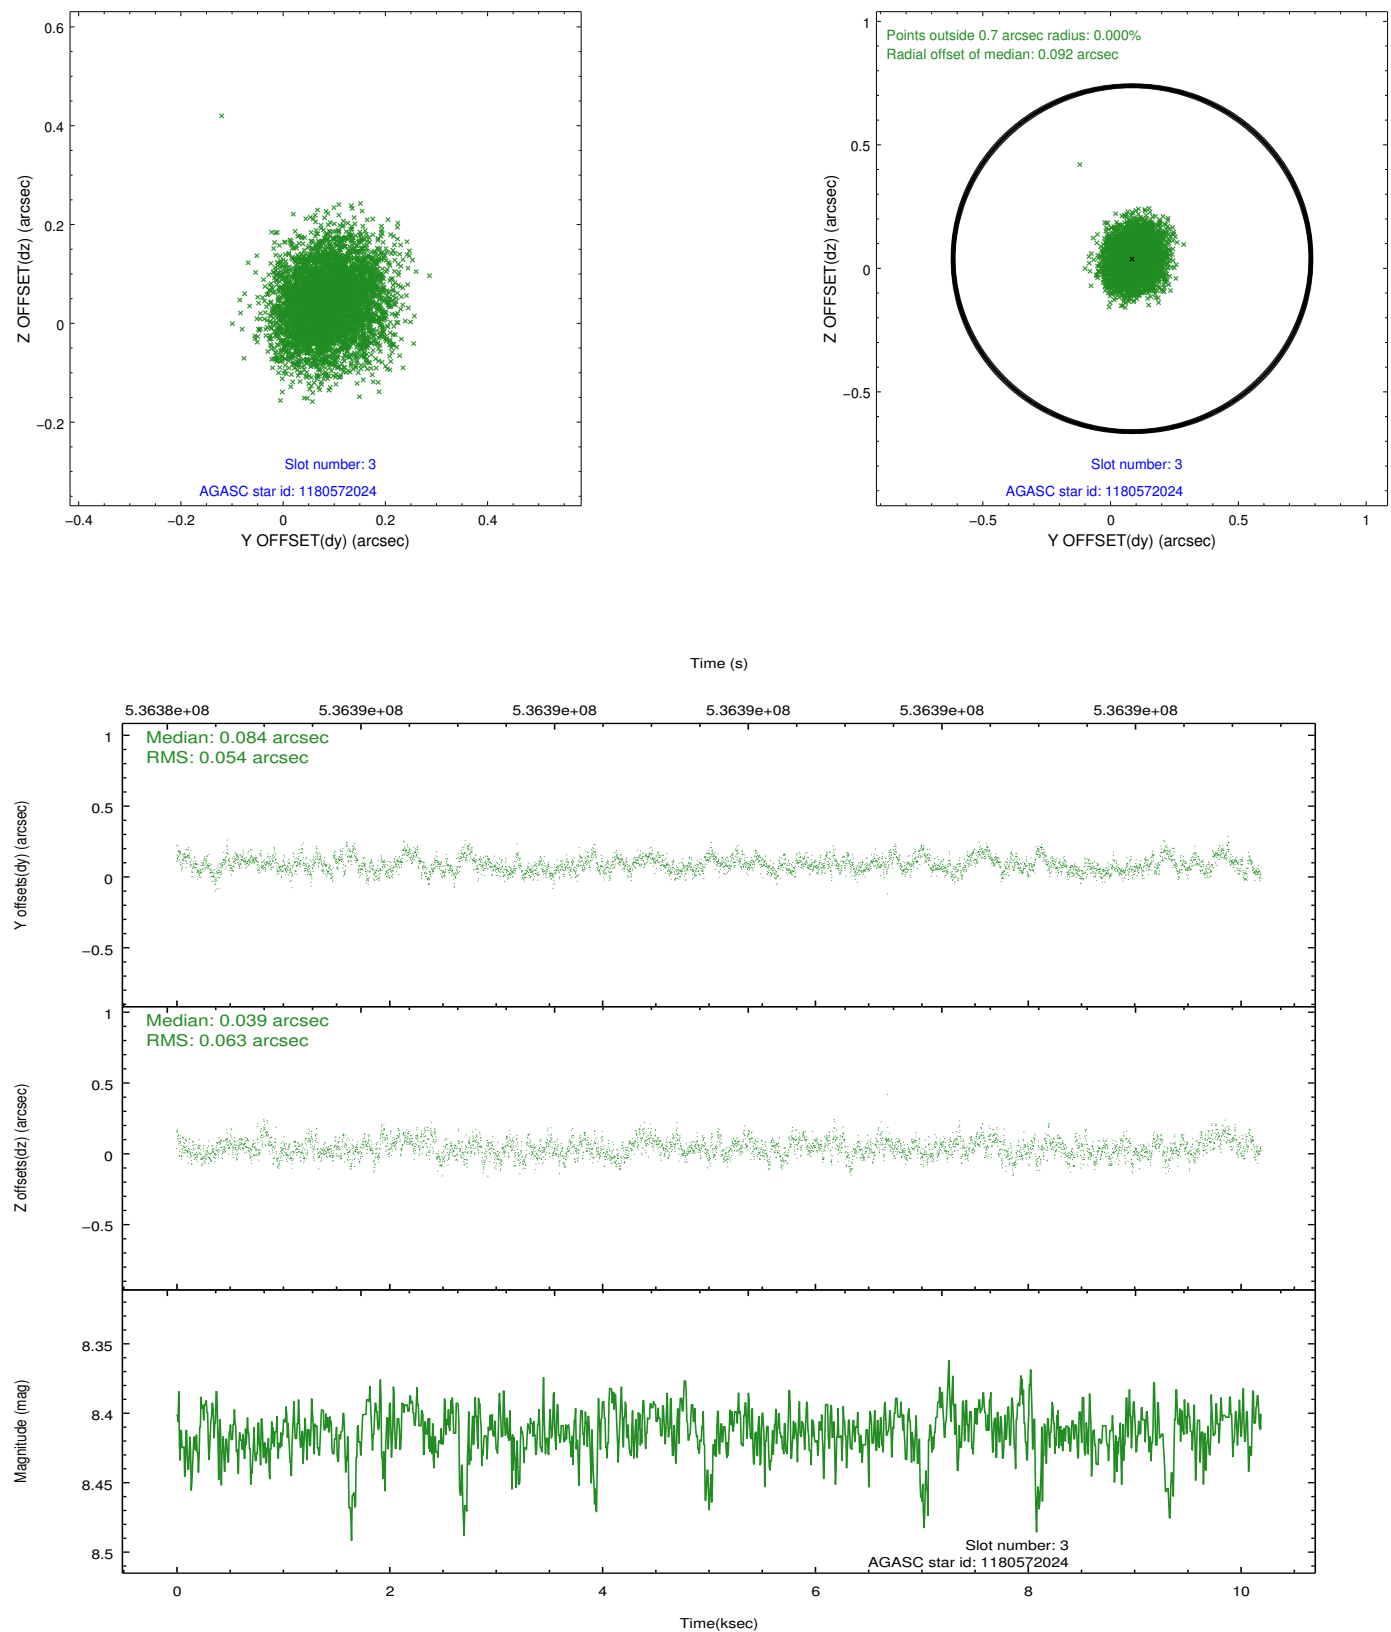 0.6
0.4
0.2
0
−0.2
Z OFFSET(dz) (arcsec)
Slot number: 3
AGASC star id: 1180572024
−0.4 −0.2 0 0.2 0.4
Y OFFSET(dy) (arcsec)
Points outside 0.7 arcsec radius: 0.000%
Radial offset of median: 0.092 arcsec
1
0.5
0
−0.5
Z OFFSET(dz) (arcsec)
Slot number: 3
AGASC star id: 1180572024
−0.5 0 0.5 1
Y OFFSET(dy) (arcsec)
Time (s)
5.3638e+08 5.3639e+08 5.3639e+08 5.3639e+08 5.3639e+08 5.3639e+08
Median: 0.084 arcsec
RMS: 0.054 arcsec
1
0.5
0
−0.5
Y offsets(dy) (arcsec)
Median: 0.039 arcsec
RMS: 0.063 arcsec
1
0.5
0
−0.5
Z offsets(dz) (arcsec)
8.35
8.4
8.45
8.5
Magnitude (mag)
Slot number: 3
AGASC star id: 1180572024
0 2 4 6 8 10
Time(ksec)